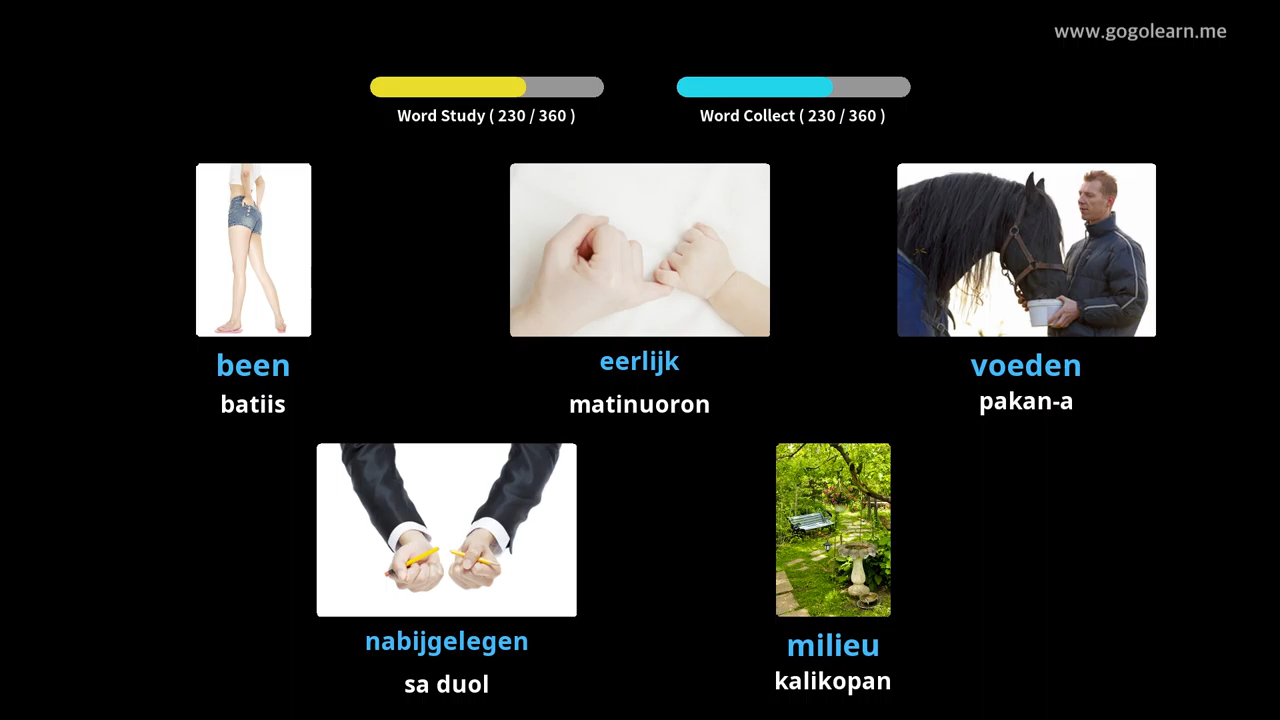 www.gogolearn.me
Word Study ( 230 / 360 )
Word Collect ( 230 / 360 )
been
batiis
eerlijk
matinuoron
voeden
pakan-a
nabijgelegen
sa duol
milieu
kalikopan